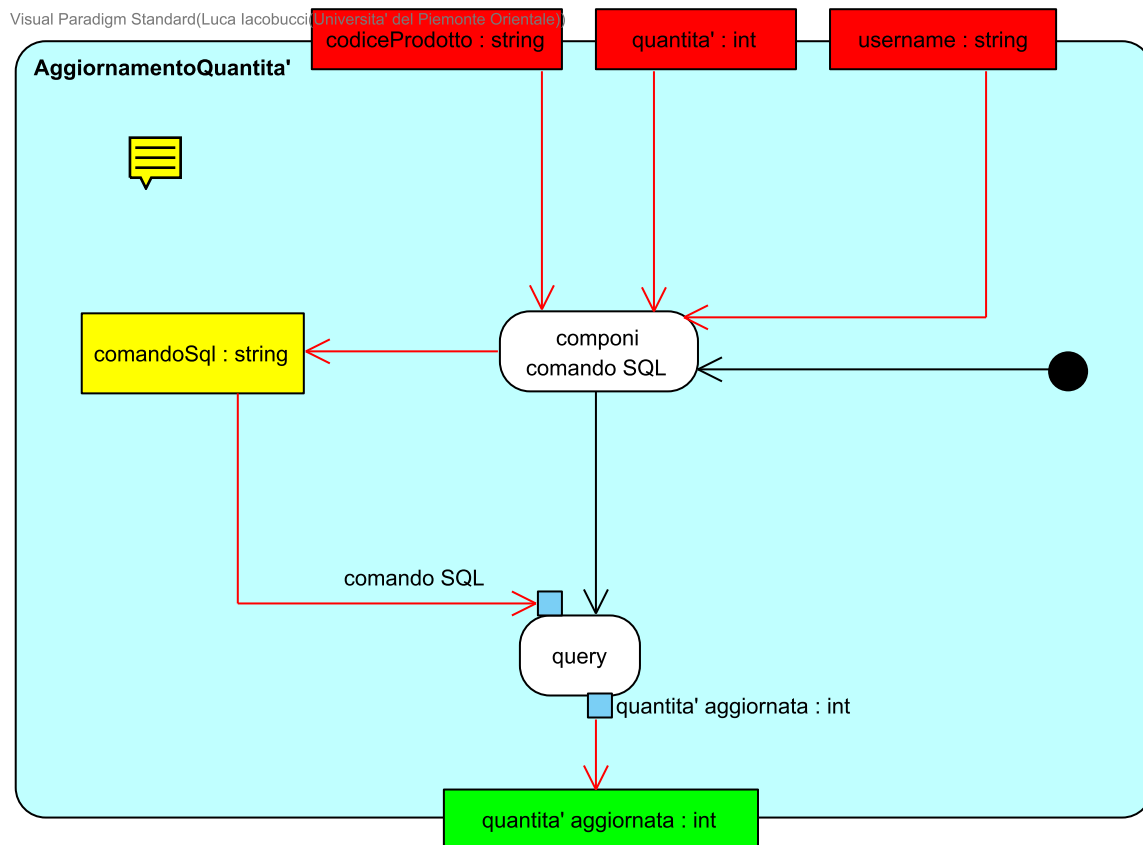 Visual Paradigm Standard(Luca Iacobucci(Universita' del Piemonte Orientale))
codiceProdotto : string
quantita' : int
username : string
AggiornamentoQuantita'
componi
comando SQL
comandoSql : string
comando SQL
query
quantita' aggiornata : int
quantita' aggiornata : int